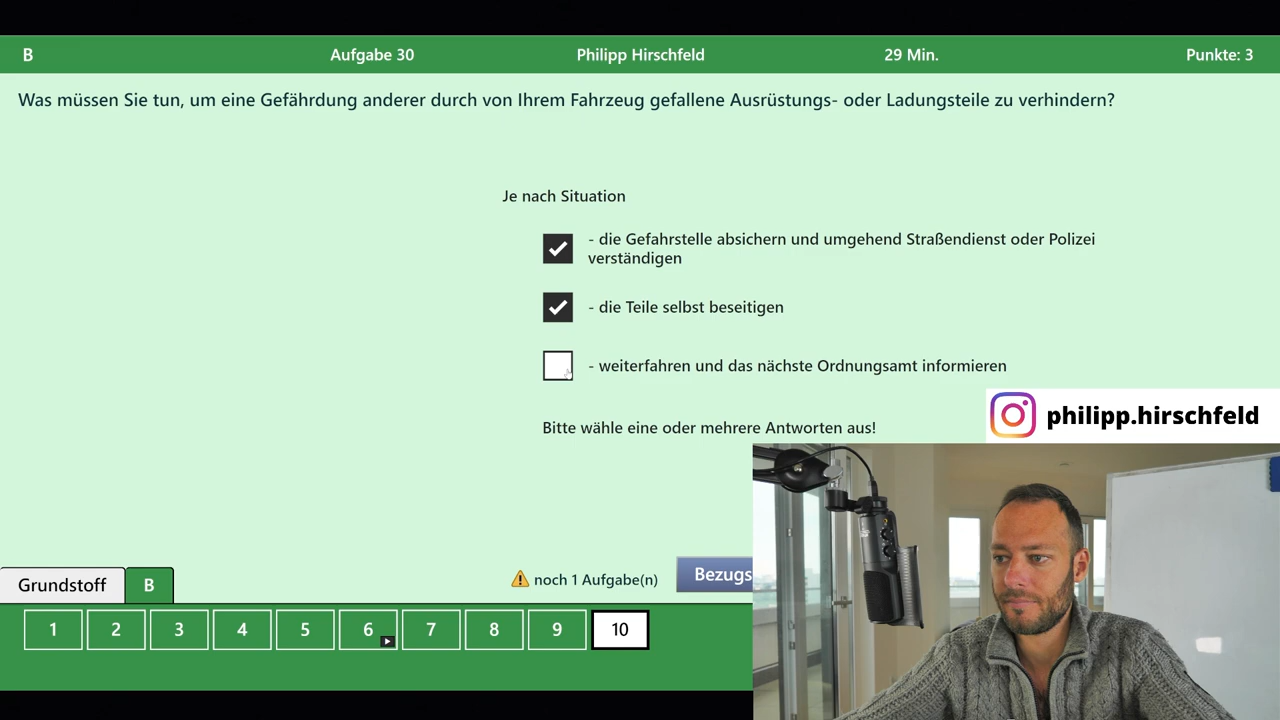 B
Aufgabe 30
Philipp Hirschfeld
29 Min.
Punkte: 3
Was müssen Sie tun, um eine Gefährdung anderer durch von Ihrem Fahrzeug gefallene Ausrüstungs- oder Ladungsteile zu verhindern?
Je nach Situation
- die Gefahrstelle absichern und umgehend Straßendienst oder Polizei
verständigen
- die Teile selbst beseitigen
- weiterfahren und das nächste Ordnungsamt informieren
Bitte wähle eine oder mehrere Antworten aus!
philipp.hirschfeld
noch 1 Aufgabe(n)
Bezugs
Grundstoff
B
1
2
3
4
5
6
7
8
9
10